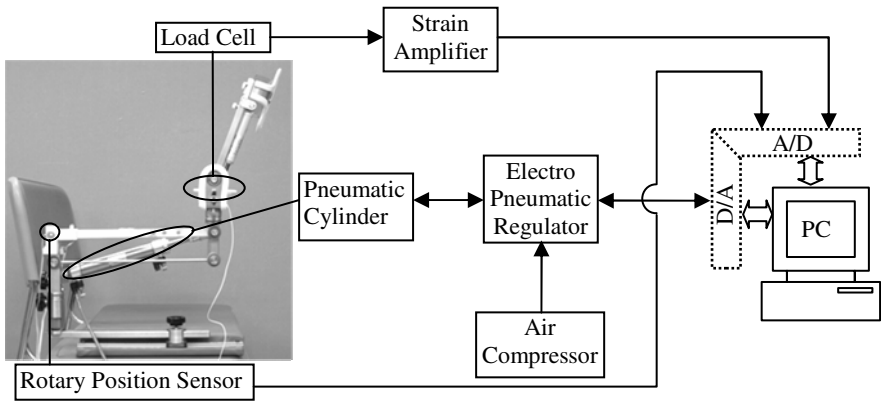 Load Cell
Strain
Amplifier
A/D
D/A
PC
Pneumatic
Cylinder
Electro
Pneumatic
Regulator
Air
Compressor
Rotary Position Sensor